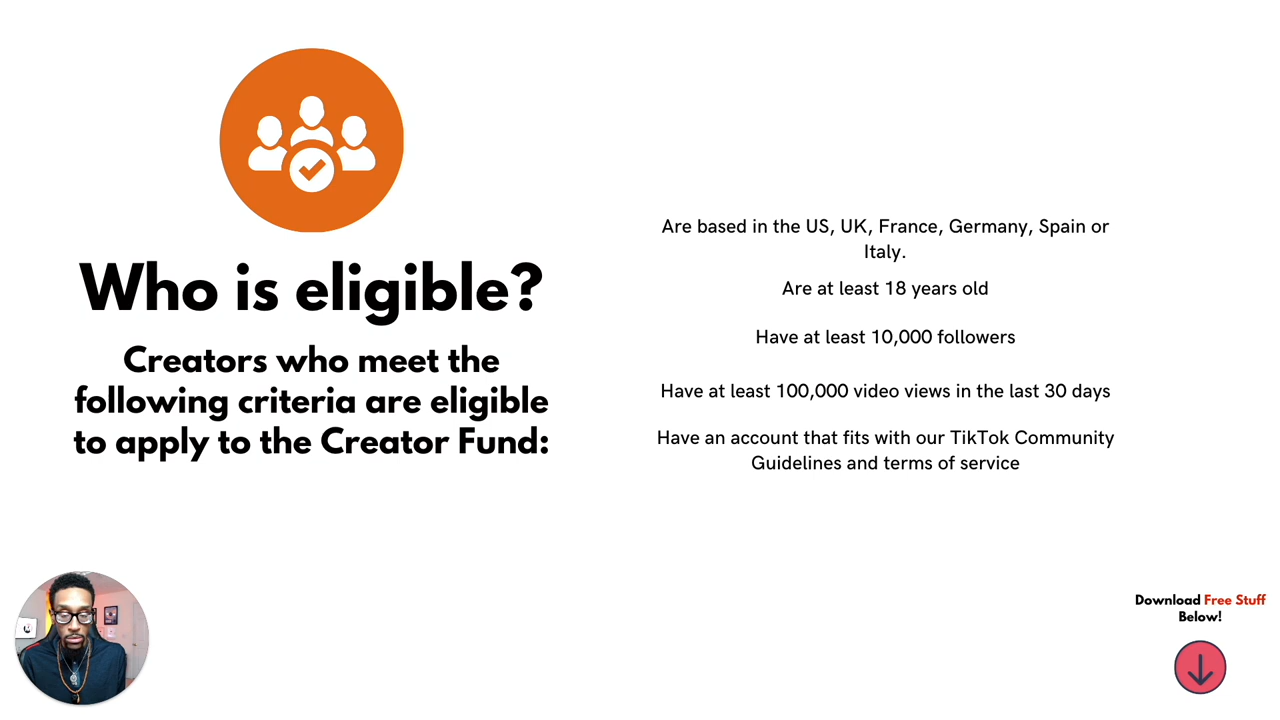 Who is eligible?
Creators who meet the
following criteria are eligible
to apply to the Creator Fund:
Are based in the US, UK, France, Germany, Spain or
Italy.
Are at least 18 years old
Have at least 10,000 followers
Have at least 100,000 video views in the last 30 days
Have an account that fits with our TikTok Community
Guidelines and terms of service
Download Free Stuff
Below!